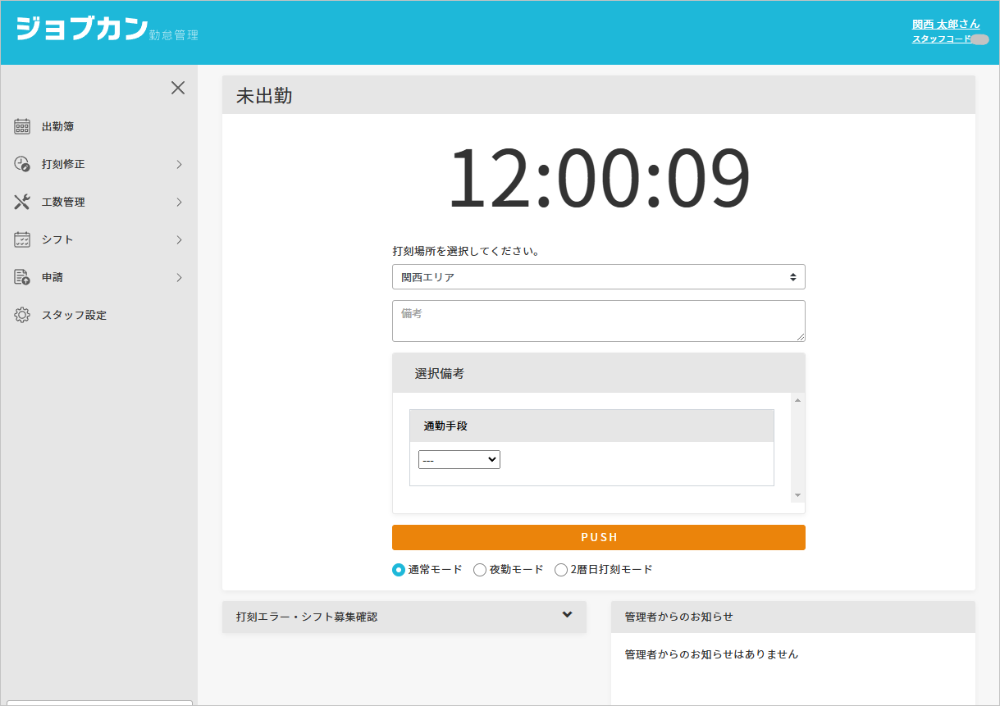 ジョブカン勤怠管理
関西 太郎さん
スタッフコード
出勤簿
打刻修正
工数管理
シフト
申請
スタッフ設定
未出勤
12:00:09
打刻場所を選択してください。
関西エリア
備考
選択備考
通勤手段
---
PUSH
通常モード 夜勤モード 2暦日打刻モード
打刻エラー・シフト募集確認
管理者からのお知らせ
管理者からのお知らせはありません